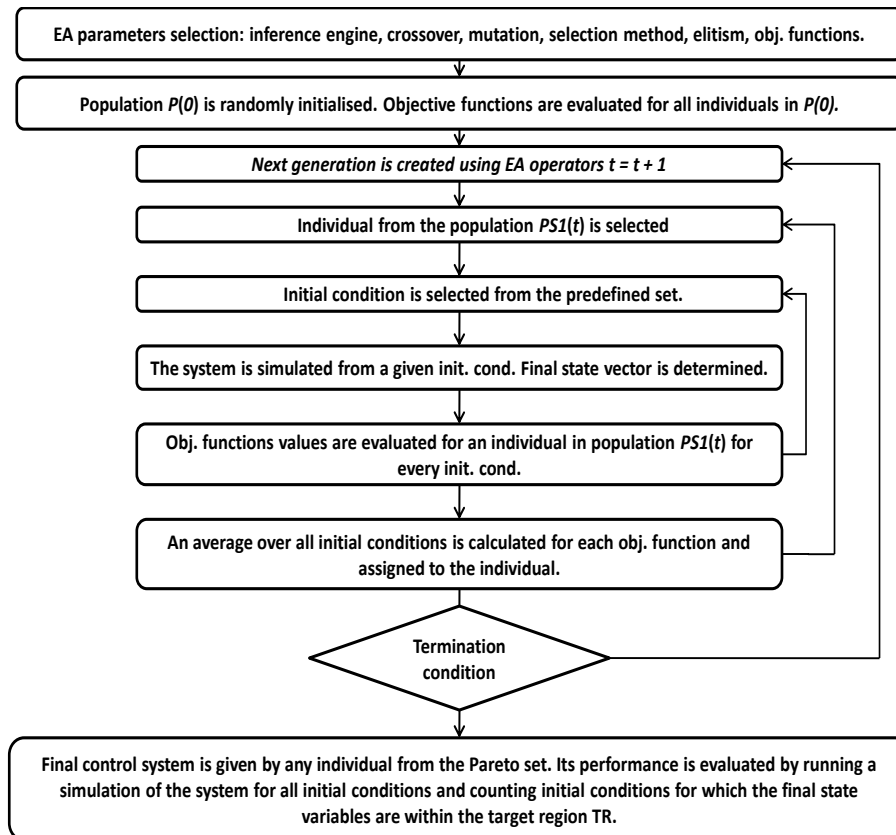 EA parameters selection: inference engine, crossover, mutation, selection method, elitism, obj. functions.
Population P(0) is randomly initialised. Objective functions are evaluated for all individuals in P(0).
Next generation is created using EA operators t = t + 1
Individual from the population PS1(t) is selected
Initial condition is selected from the predefined set.
The system is simulated from a given init. cond. Final state vector is determined.
Obj. functions values are evaluated for an individual in population PS1(t) for
every init. cond.
An average over all initial conditions is calculated for each obj. function and
assigned to the individual.
Termination
condition
Final control system is given by any individual from the Pareto set. Its performance is evaluated by running a
simulation of the system for all initial conditions and counting initial conditions for which the final state
variables are within the target region TR.